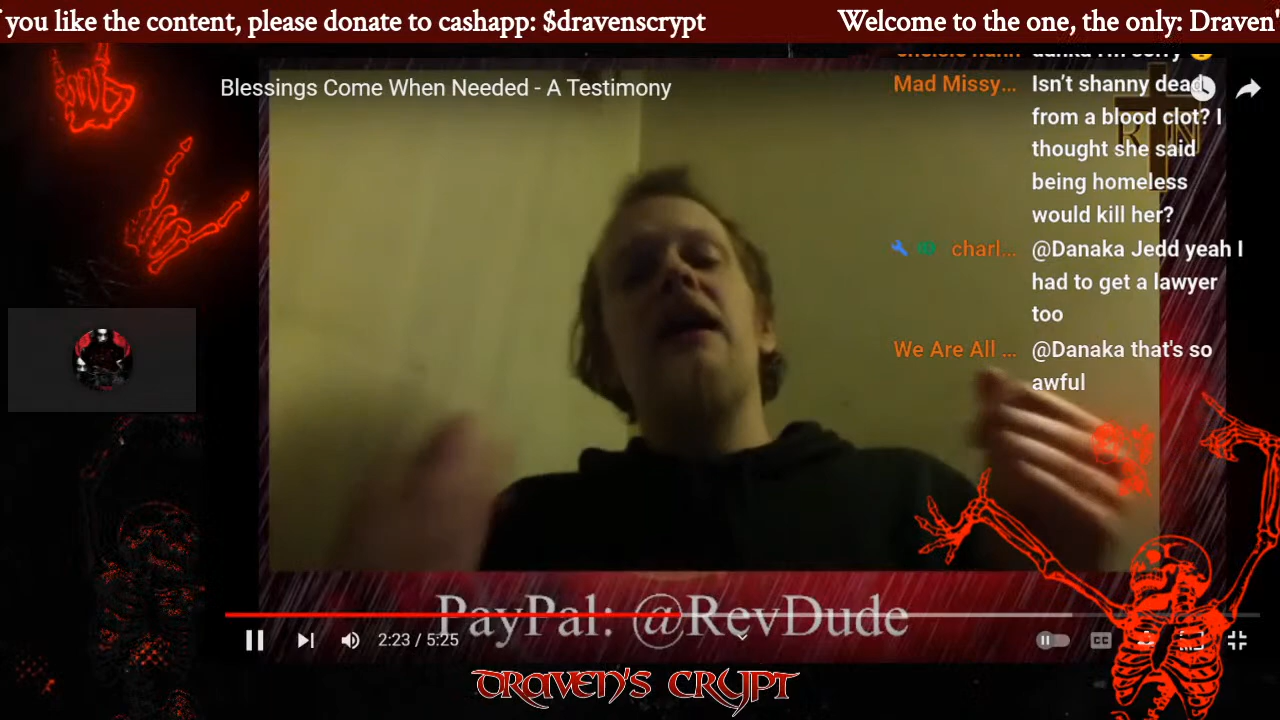 f you like the content, please donate to cashapp: $dravenscrypt Welcome to the one, the only: Draven'
Blessings Come When Needed - A Testimony
Mad Missy... Isn't shanny dead
from a blood clot? I
thought she said
being homeless
would kill her?
charl... @Danaka Jedd yeah I
had to get a lawyer
too
We Are All ... @Danaka that's so
awful
R N
PayPal: @RevDude
2:23 / 5:25
CC
DRAVEN'S CRYPT